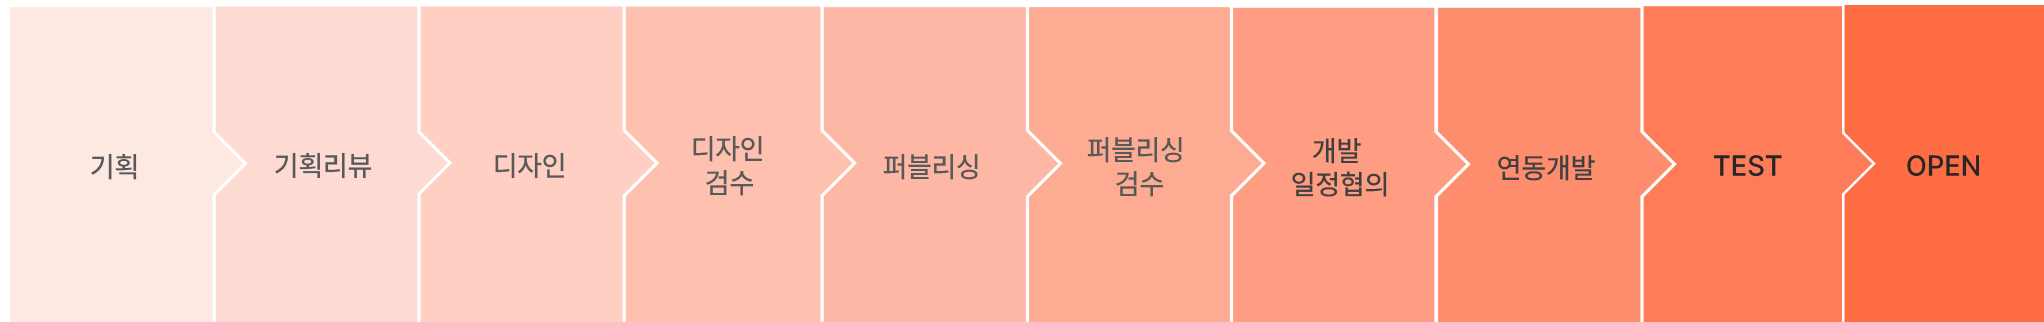 기획
기획리뷰
디자인
디자인
검수
퍼블리싱
퍼블리싱
검수
개발
일정협의
연동개발
TEST
OPEN